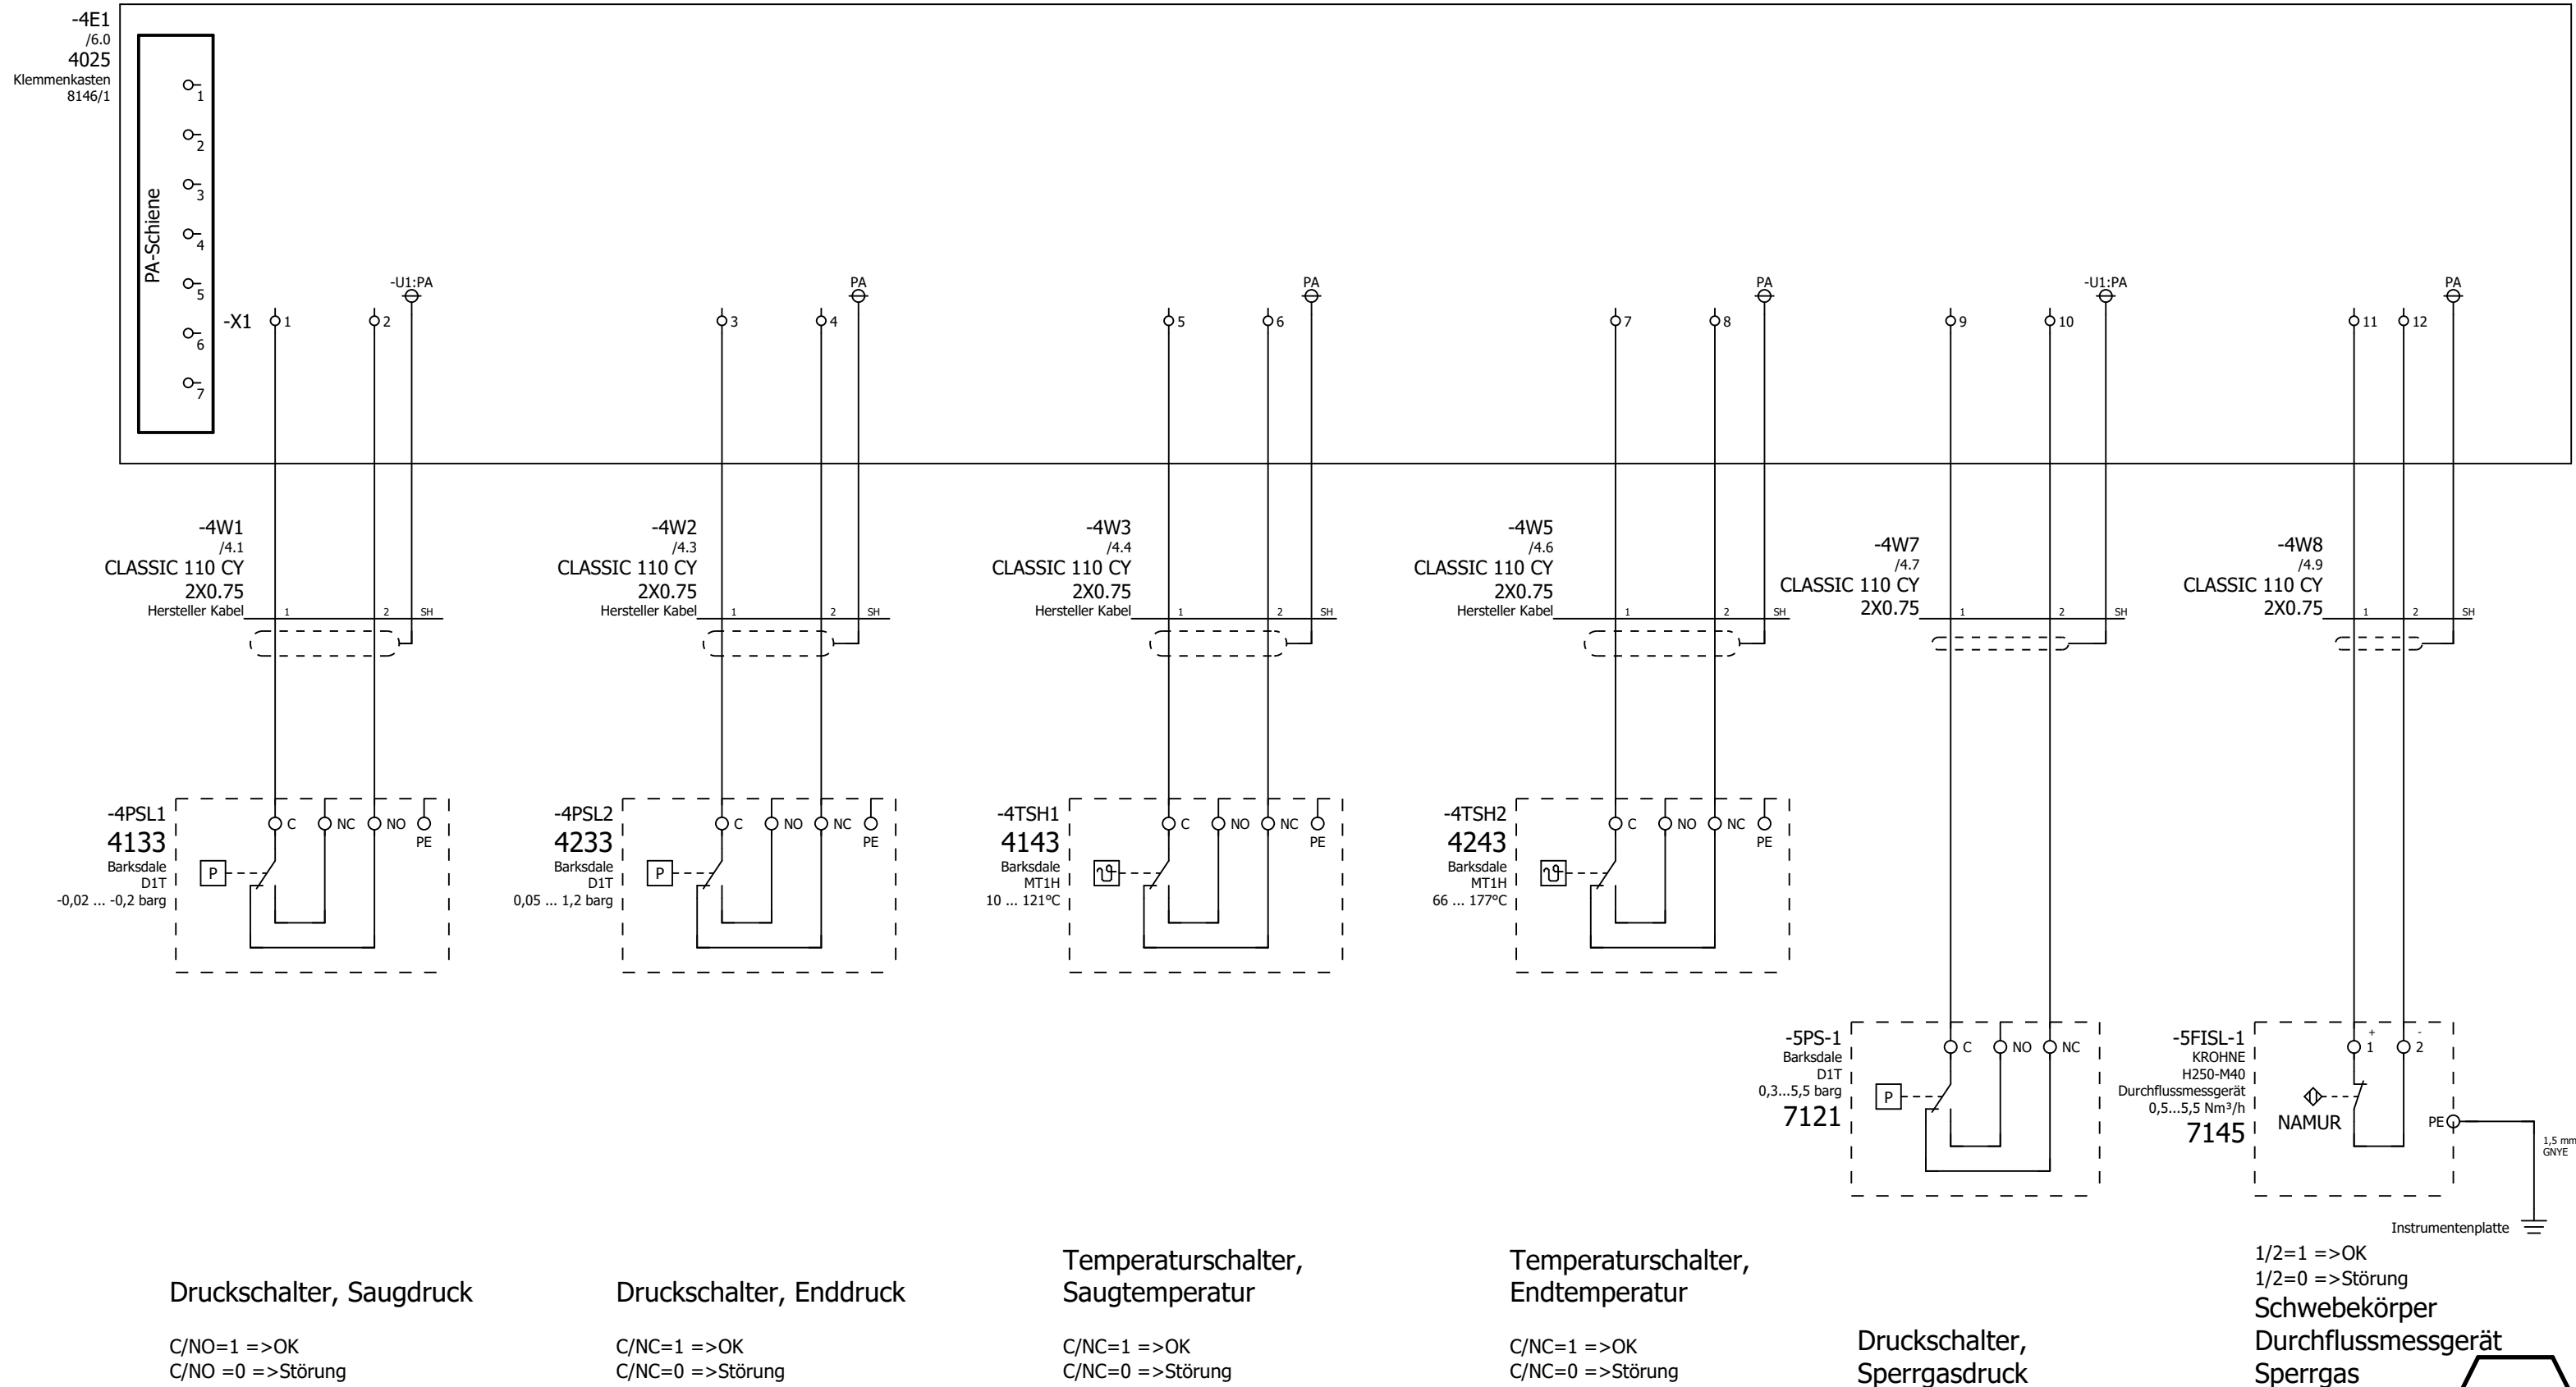 -4E1
/6.0
4025
Klemmenkasten
8146/1
PA-Schiene
1
2
3
4
5
6
7
-X1
1
2
-U1:PA
3
4
PA
5
6
PA
7
8
PA
9
10
-U1:PA
11
12
PA
-4W1
/4.1
CLASSIC 110 CY
2X0.75
Hersteller Kabel
1
2
SH
-4W2
/4.3
CLASSIC 110 CY
2X0.75
Hersteller Kabel
1
2
SH
-4W3
/4.4
CLASSIC 110 CY
2X0.75
Hersteller Kabel
1
2
SH
-4W5
/4.6
CLASSIC 110 CY
2X0.75
Hersteller Kabel
1
2
SH
-4W7
/4.7
CLASSIC 110 CY
2X0.75
1
2
SH
-4W8
/4.9
CLASSIC 110 CY
2X0.75
1
2
SH
-4PSL1
4133
Barksdale
D1T
-0,02 ... -0,2 barg
C
NC
NO
PE
P
-4PSL2
4233
Barksdale
D1T
0,05 ... 1,2 barg
C
NO
NC
PE
P
-4TSH1
4143
Barksdale
MT1H
10 ... 121°C
C
NO
NC
PE
ϑ
-4TSH2
4243
Barksdale
MT1H
66 ... 177°C
C
NO
NC
PE
ϑ
-5PS-1
Barksdale
D1T
0,3...5,5 barg
7121
C
NO
NC
P
-5FISL-1
KROHNE
H250-M40
Durchflussmessgerät
0,5...5,5 Nm³/h
7145
+
-
1
2
NAMUR
PE
1,5 mm
GNYE
Instrumentenplatte
Druckschalter, Saugdruck
C/NO=1 =>OK
C/NO =0 =>Störung
Druckschalter, Enddruck
C/NC=1 =>OK
C/NC=0 =>Störung
Temperaturschalter,
Saugtemperatur
C/NC=1 =>OK
C/NC=0 =>Störung
Temperaturschalter,
Endtemperatur
C/NC=1 =>OK
C/NC=0 =>Störung
Druckschalter,
Sperrgasdruck
1/2=1 =>OK
1/2=0 =>Störung
Schwebekörper
Durchflussmessgerät
Sperrgas